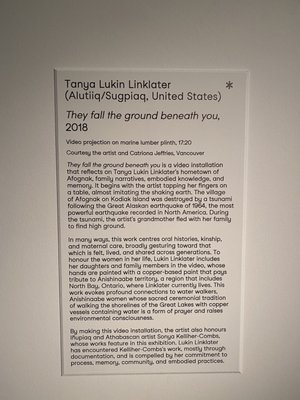 Tanya Lukin Linklater *
(Alutiiq/Sugpiaq, United States)
They fall the ground beneath you,
2018
Video projection on marine lumber plinth, 17:20
Courtesy the artist and Catriona Jeffries, Vancouver
They fall the ground beneath you is a video installation
that reflects on Tanya Lukin Linklater's hometown of
Afognak, family narratives, embodied knowledge, and
memory. It begins with the artist tapping her fingers on
a table, almost imitating the shaking earth. The village
of Afognak on Kodiak Island was destroyed by a tsunami
following the Great Alaskan earthquake of 1964, the most
powerful earthquake recorded in North America. During
the tsunami, the artist's grandmother fled with her family
to find high ground.
In many ways, this work centres oral histories, kinship,
and maternal care, broadly gesturing toward that
which is felt, lived, and shared across generations. To
honour the women in her life, Lukin Linklater includes
her daughters and family members in the video, whose
hands are painted with a copper-based paint that pays
tribute to Anishinaabe territory, a region that includes
North Bay, Ontario, where Linklater currently lives. This
work evokes profound connections to water walkers,
Anishinaabe women whose sacred ceremonial tradition
of walking the shorelines of the Great Lakes with copper
vessels containing water is a form of prayer and raises
environmental consciousness.
By making this video installation, the artist also honours
Iñupiaq and Athabascan artist Sonya Kelliher-Combs,
whose works feature in this exhibition. Lukin Linklater
has encountered Kelliher-Combs's work, mostly through
documentation, and is compelled by her commitment to
process, memory, community, and embodied practices.